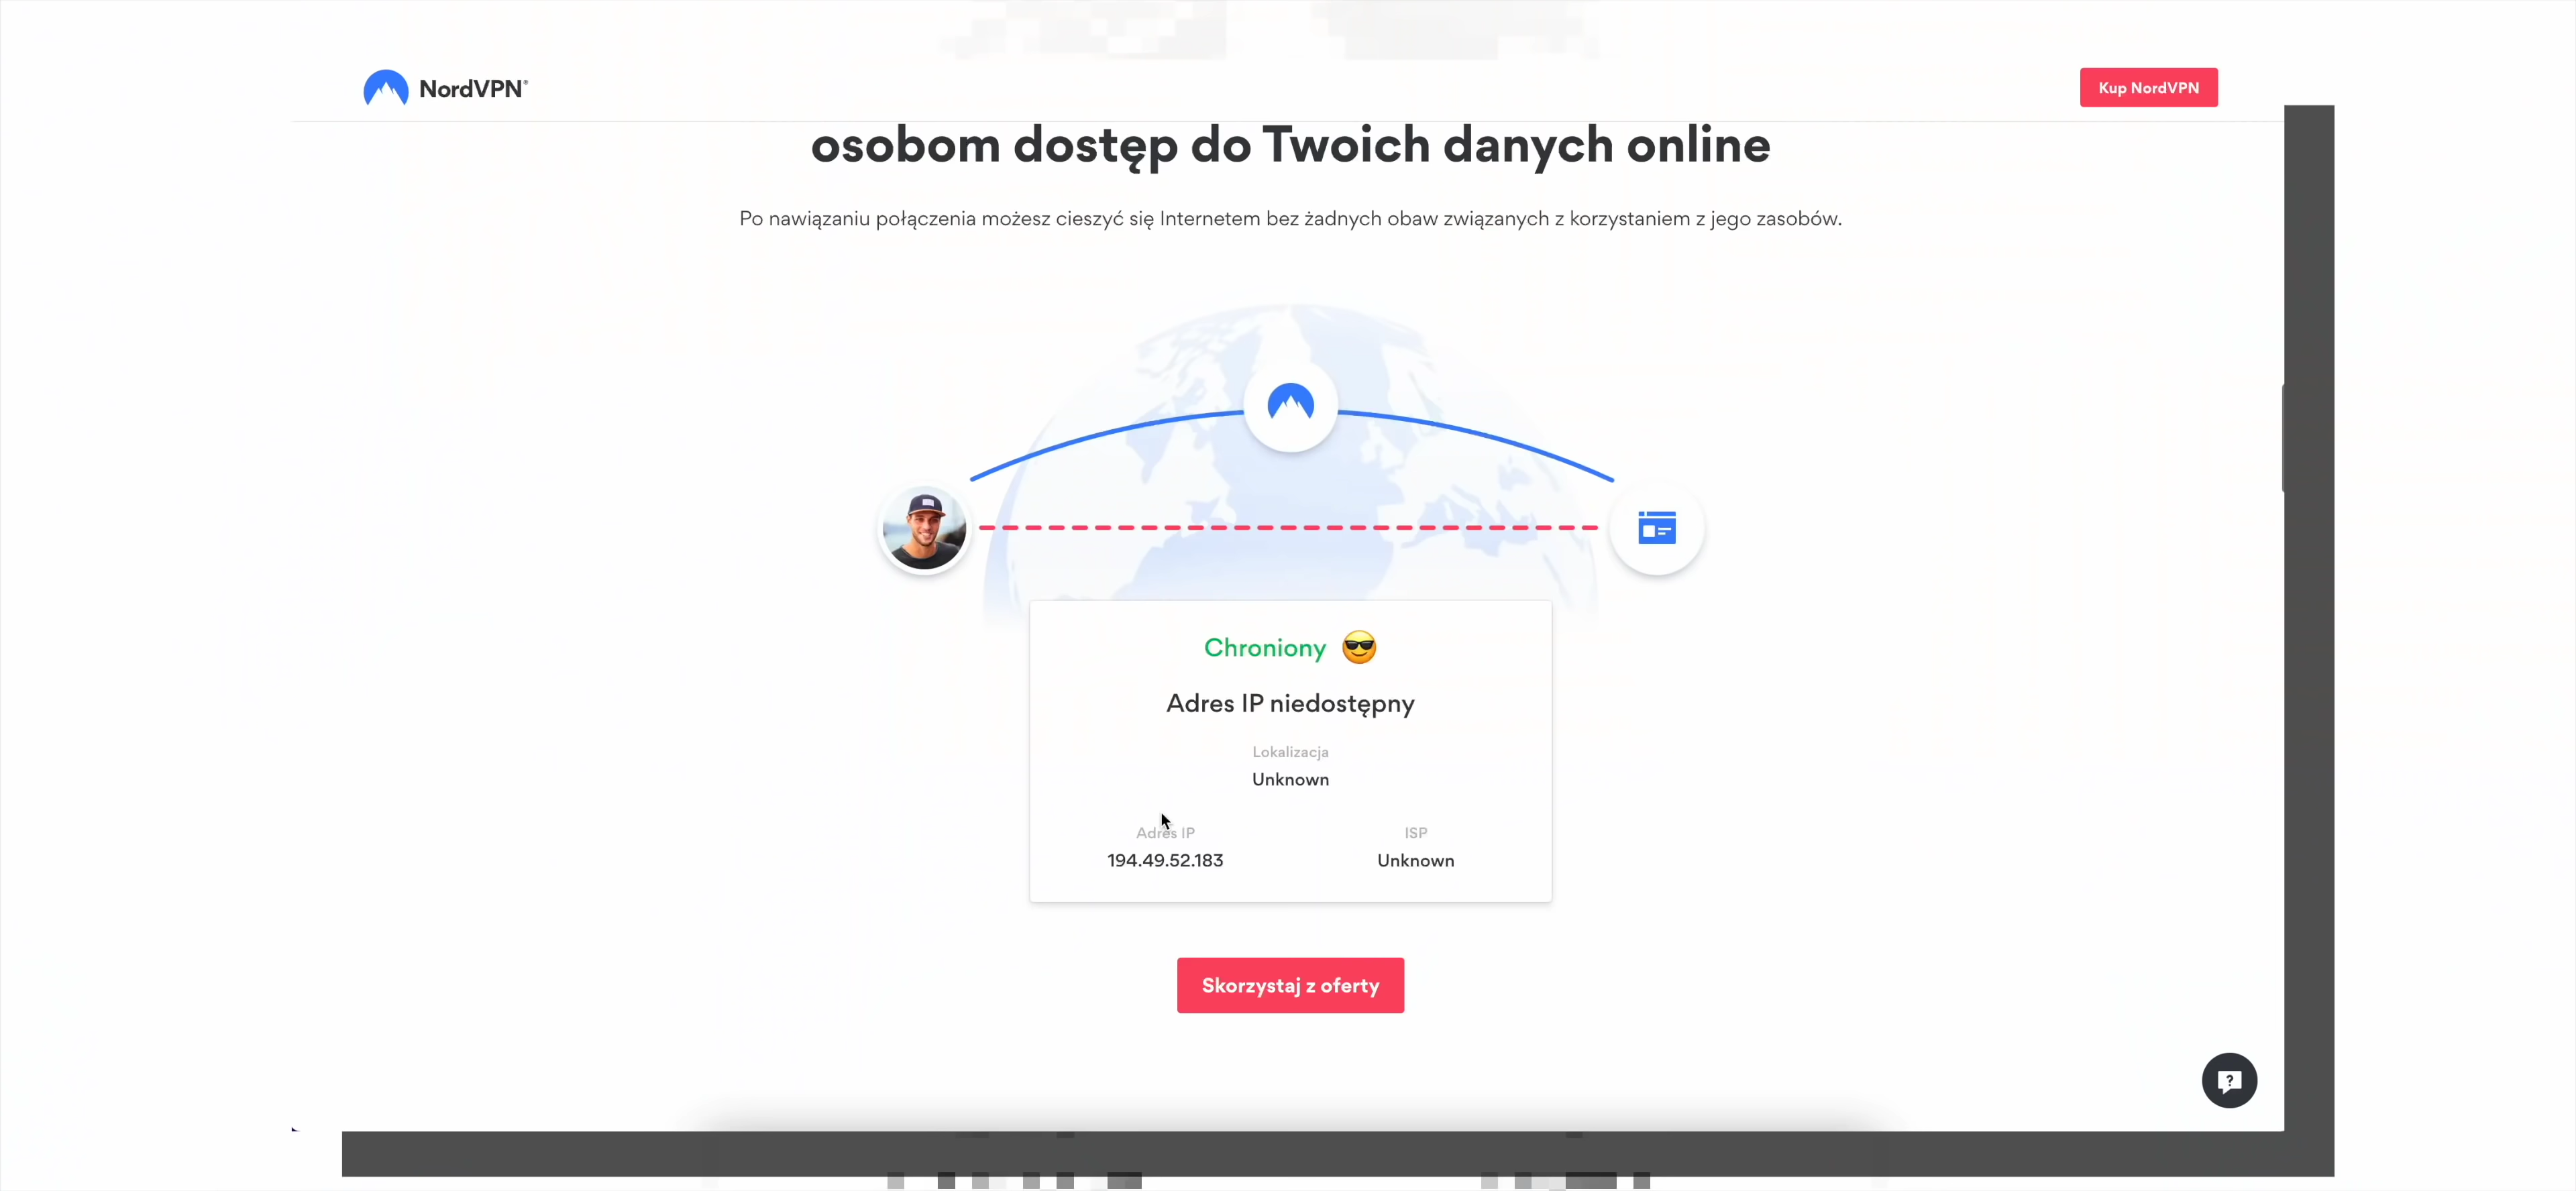 NordVPN®
Kup NordVPN
osobom dostęp do Twoich danych online
Po nawiązaniu połączenia możesz cieszyć się Internetem bez żadnych obaw związanych z korzystaniem z jego zasobów.
Chroniony
Adres IP niedostępny
Lokalizacja
Unknown
Adres IP
ISP
194.49.52.183
Unknown
Skorzystaj z oferty
?